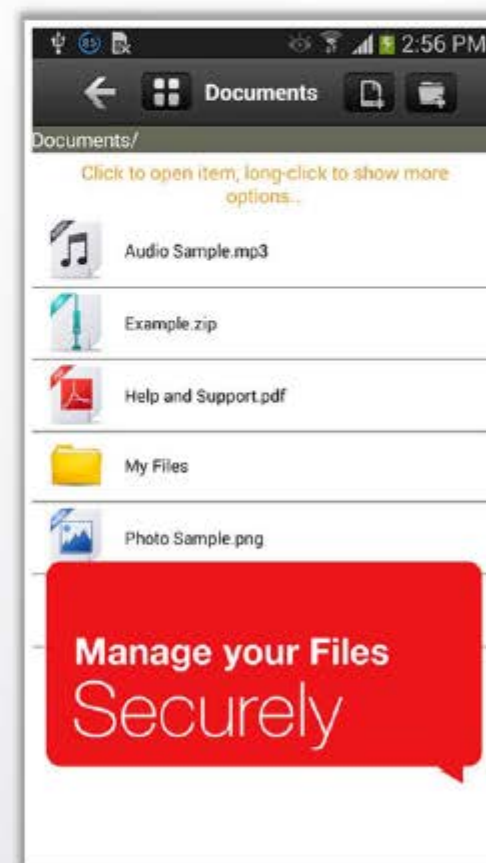 85
2:56 PM
Documents
Documents/
Click to open item, long-click to show more
options..
Audio Sample.mp3
Example.zip
Help and Support.pdf
My Files
Photo Sample.png
Manage your Files
Securely